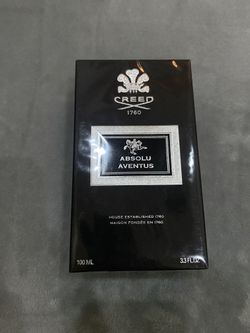 CREED
1760
ABSOLU
AVENTUS
HOUSE ESTABLISHED 1760
MAISON FONDÉE EN 1760
100 ML 3.3 FL.OZ